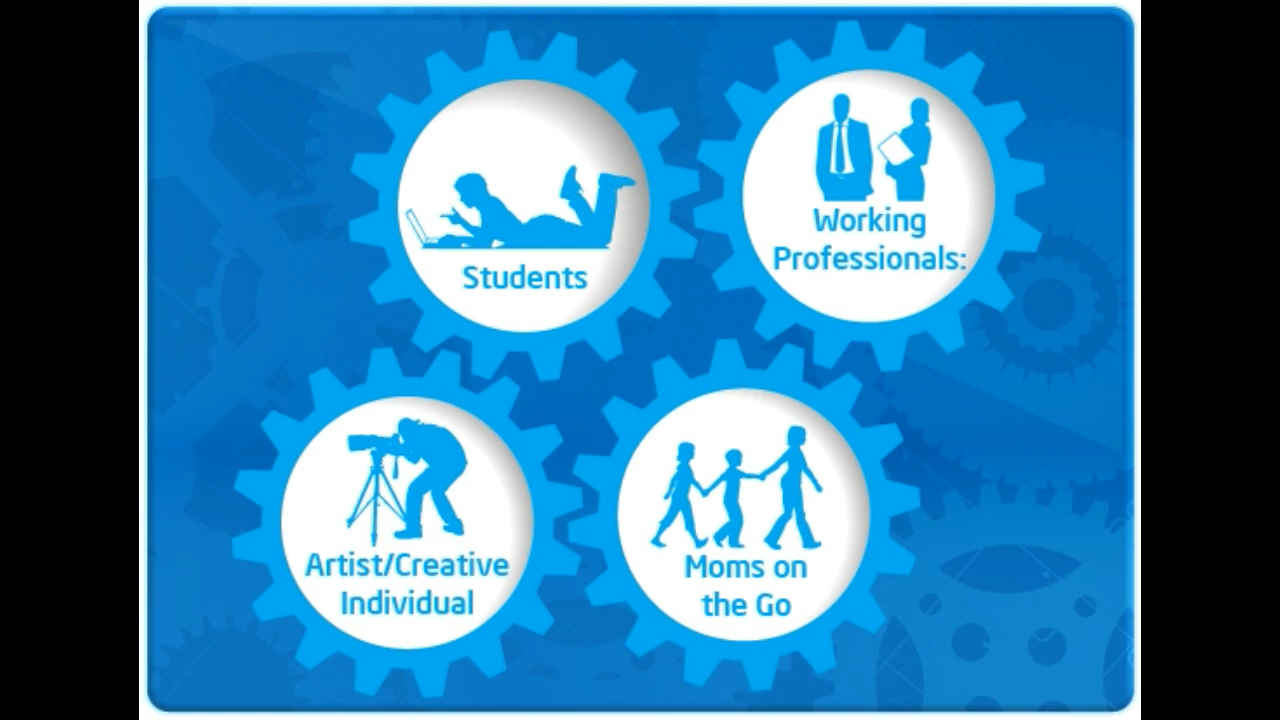 Students
Working
Professionals:
Artist/Creative
Individual
Moms on
the Go